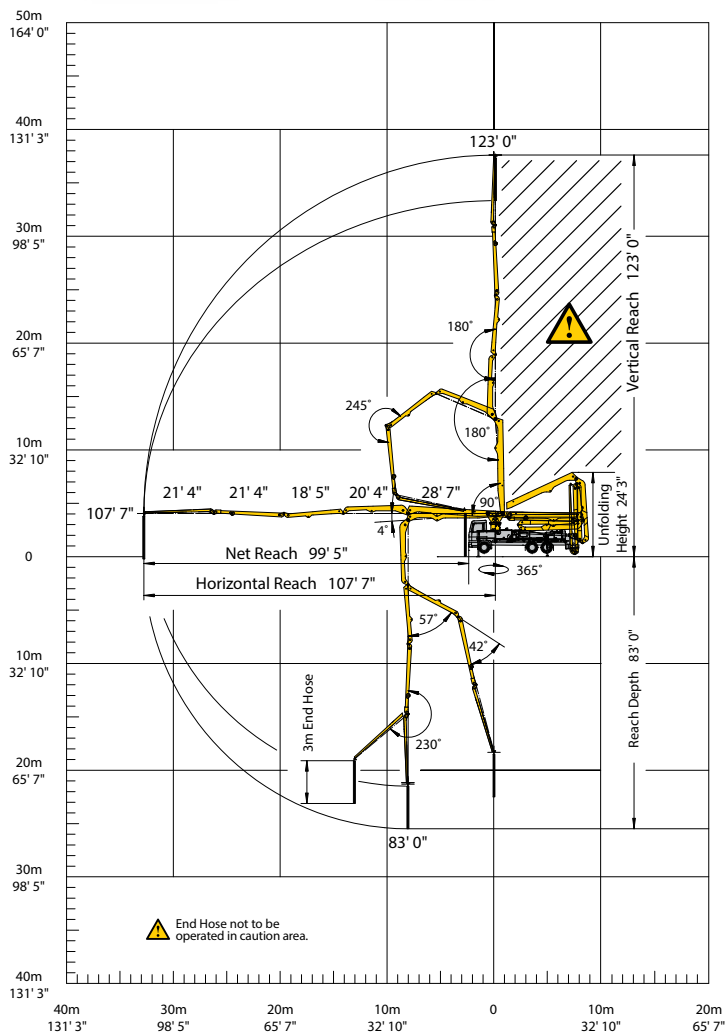 50m
164' 0"
40m
131' 3"
123' 0"
30m
98' 5"
Vertical Reach 123' 0"
180˚
20m
65' 7"
245˚
180˚
10m
32' 10"
21' 4" 21' 4" 18' 5" 20' 4" 28' 7"
90˚
Unfolding
Height 24' 3"
107' 7"
4˚
0
Net Reach 99' 5"
365˚
Horizontal Reach 107' 7"
57˚
42˚
10m
32' 10"
Reach Depth 83' 0"
3m End Hose
230˚
20m
65' 7"
83' 0"
30m
98' 5"
End Hose not to be
operated in caution area.
40m
131' 3"
40m 30m 20m 10m 0 10m 20m
131' 3" 98' 5" 65' 7" 32' 10" 32' 10" 65' 7"